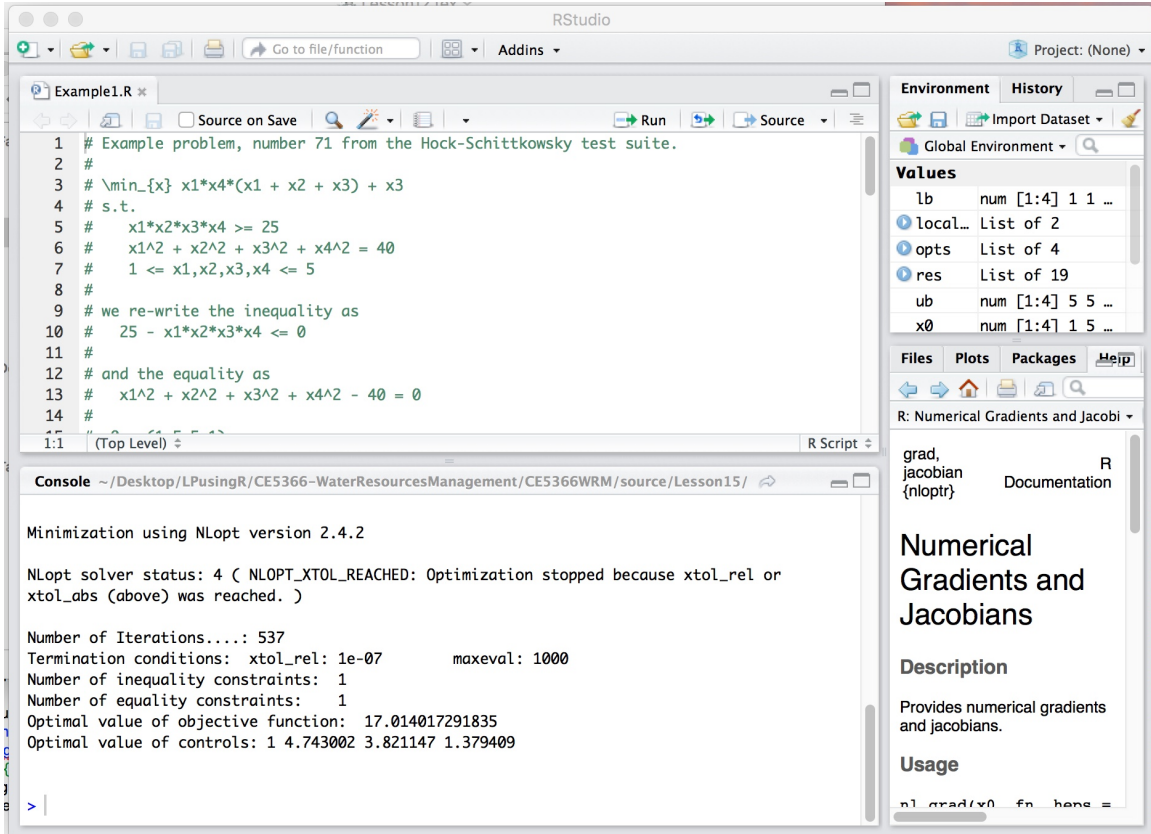 RStudio
Go to file/function
Addins
Project: (None)
Example1.R
Source on Save
Run
Source
1 # Example problem, number 71 from the Hock-Schittkowsky test suite.
2 #
3 # \min_{x} x1*x4*(x1 + x2 + x3) + x3
4 # s.t.
5 #    x1*x2*x3*x4 >= 25
6 #    x1^2 + x2^2 + x3^2 + x4^2 = 40
7 #    1 <= x1,x2,x3,x4 <= 5
8 #
9 # we re-write the inequality as
10 #   25 - x1*x2*x3*x4 <= 0
11 #
12 # and the equality as
13 #   x1^2 + x2^2 + x3^2 + x4^2 - 40 = 0
14 #
1:1 (Top Level) R Script
Console ~/Desktop/LPusingR/CE5366-WaterResourcesManagement/CE5366WRM/source/Lesson15/
Minimization using NLopt version 2.4.2
NLopt solver status: 4 ( NLOPT_XTOL_REACHED: Optimization stopped because xtol_rel or
xtol_abs (above) was reached. )
Number of Iterations....: 537
Termination conditions:  xtol_rel: 1e-07 maxeval: 1000
Number of inequality constraints:  1
Number of equality constraints:    1
Optimal value of objective function:  17.014017291835
Optimal value of controls: 1 4.743002 3.821147 1.379409
>
Environment History
Import Dataset
Global Environment
Values
lb num [1:4] 1 1 …
local… List of 2
opts List of 4
res List of 19
ub num [1:4] 5 5 …
x0 num [1:4] 1 5 …
Files Plots Packages Help
R: Numerical Gradients and Jacobi
grad,
jacobian
{nloptr}
R
Documentation
Numerical
Gradients and
Jacobians
Description
Provides numerical gradients
and jacobians.
Usage
nl.grad(x0, fn, heps =